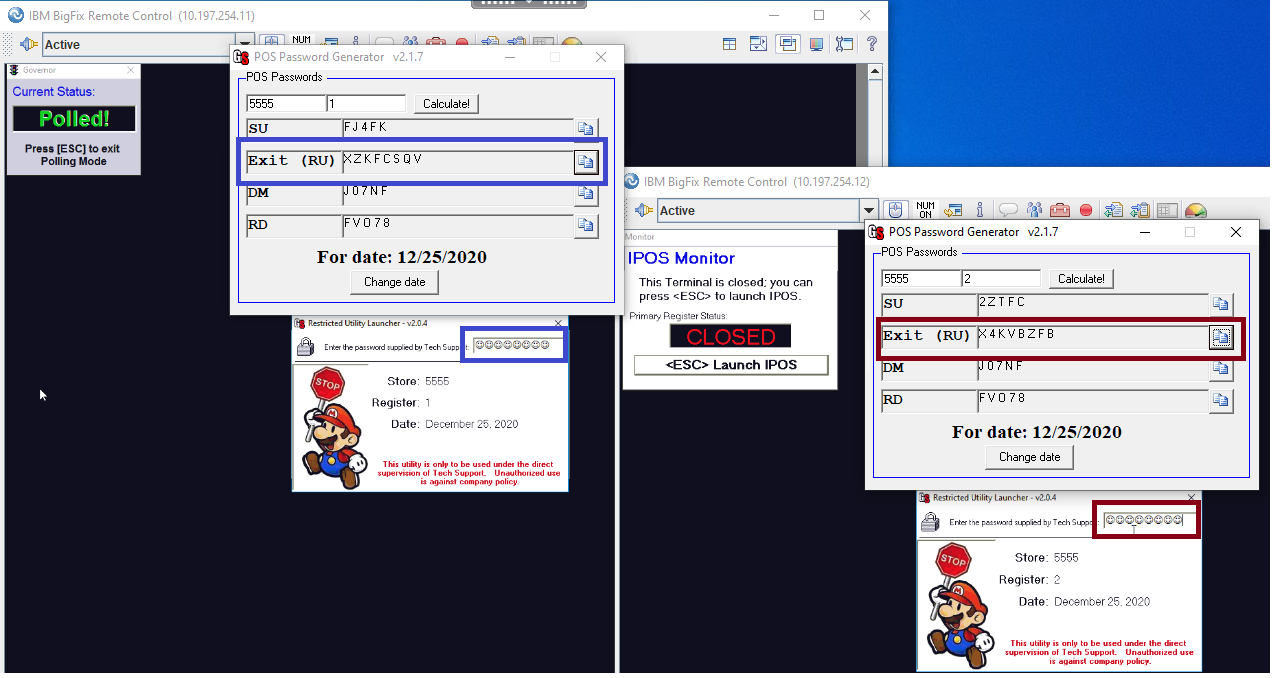 IBM BigFix Remote Control (10.197.254.11)
Active
NUM
Governor
Current Status:
Polled!
Press [ESC] to exit
Polling Mode
POS Password Generator v2.1.7
POS Passwords
5555 1 Calculate!
SU FJ4FK
Exit (RU) XZKFCSQV
DM J07NF
RD FV078
For date: 12/25/2020
Change date
Restricted Utility Launcher - v2.0.4
Enter the password supplied by Tech Support:
STOP
Store: 5555
Register: 1
Date: December 25, 2020
This utility is only to be used under the direct
supervision of Tech Support. Unauthorized use
is against company policy.
IBM BigFix Remote Control (10.197.254.12)
Active
NUM
ON
Monitor
IPOS Monitor
This Terminal is closed; you can
press <ESC> to launch IPOS.
Primary Register Status:
CLOSED
<ESC> Launch IPOS
POS Password Generator v2.1.7
POS Passwords
5555 2 Calculate!
SU 2ZTFC
Exit (RU) X4KVBZFB
DM J07NF
RD FV078
For date: 12/25/2020
Change date
Restricted Utility Launcher - v2.0.4
Enter the password supplied by Tech Support:
STOP
Store: 5555
Register: 2
Date: December 25, 2020
This utility is only to be used under the direct
supervision of Tech Support. Unauthorized use
is against company policy.